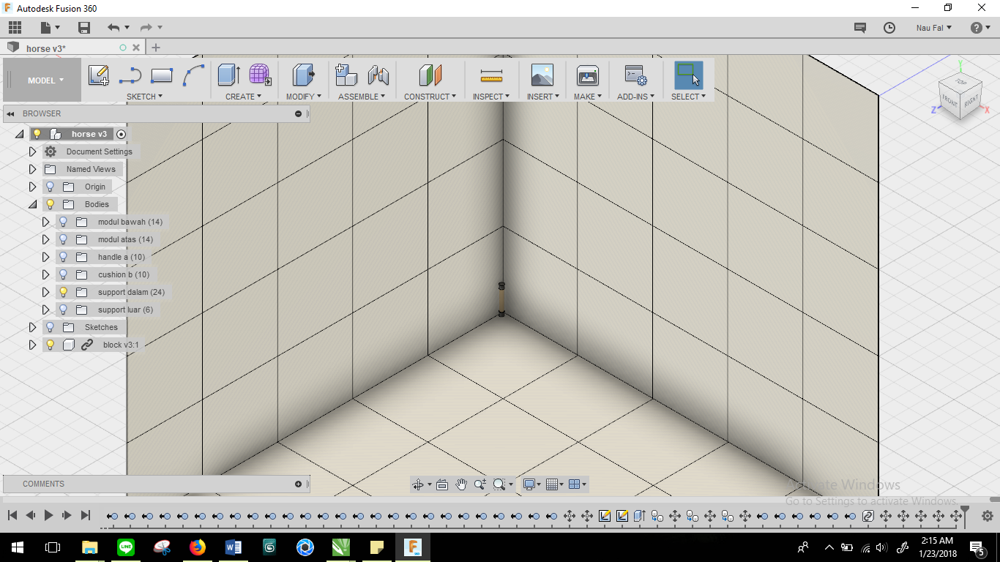 Autodesk Fusion 360
Nau Fal
horse v3*
MODEL
SKETCH CREATE MODIFY ASSEMBLE CONSTRUCT INSPECT INSERT MAKE ADD-INS SELECT
TOP
FRONT
RIGHT
Y
Z
X
BROWSER
horse v3
Document Settings
Named Views
Origin
Bodies
modul bawah (14)
modul atas (14)
handle a (10)
cushion b (10)
support dalam (24)
support luar (6)
Sketches
block v3:1
COMMENTS
Activate Windows
Go to Settings to activate Windows.
2:15 AM
1/23/2018
5